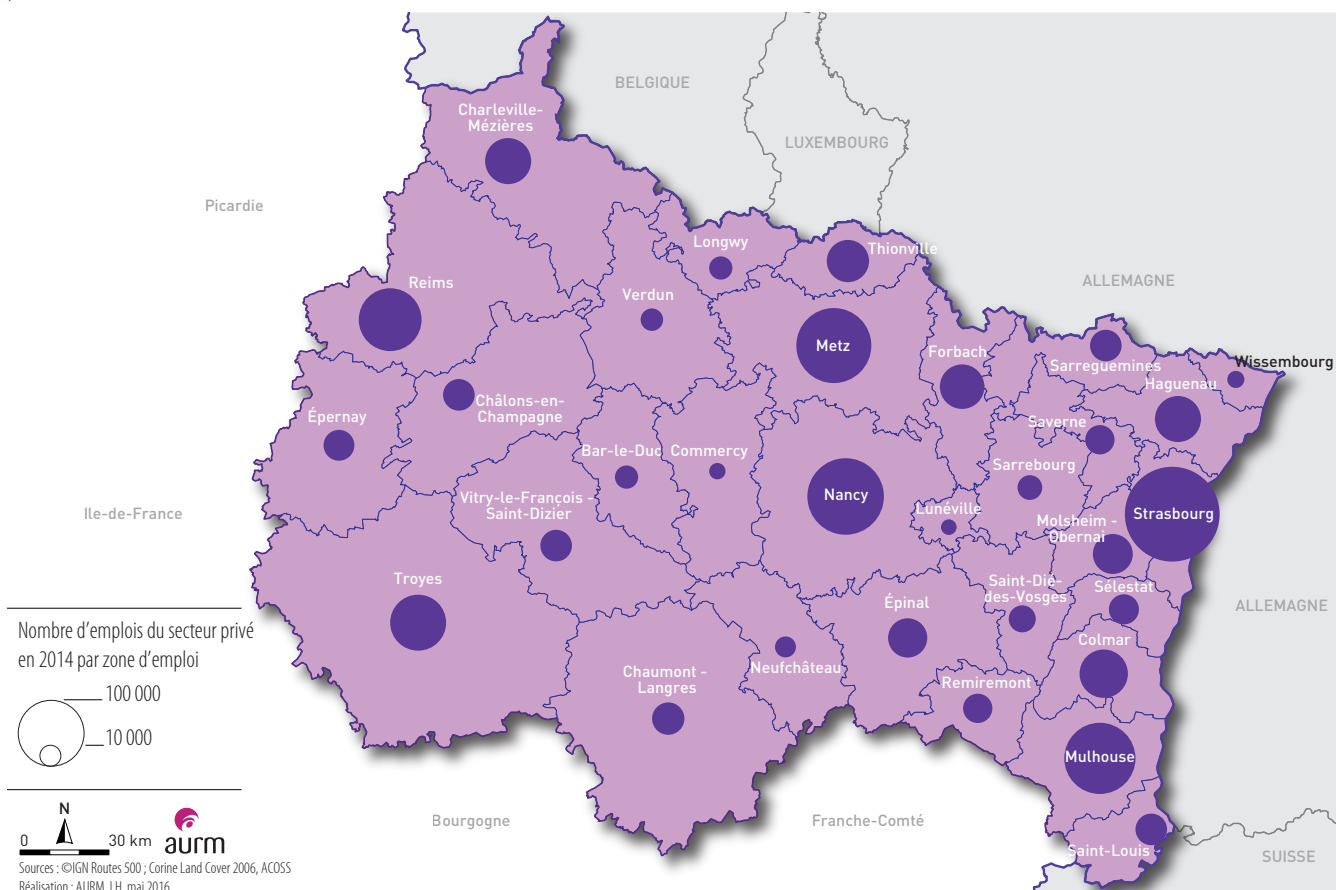 BELGIQUE
Charleville-
Mézières
LUXEMBOURG
Picardie
Longwy
Thionville
ALLEMAGNE
Reims
Verdun
Metz
Forbach
Sarreguemines
Wissembourg
Haguenau
Châlons-en-
Champagne
Épernay
Saverne
Bar-le-Duc
Commercy
Sarrebourg
Vitry-le-François -
Saint-Dizier
Nancy
Lunéville
Strasbourg
Ile-de-France
Molsheim -
Obernai
Troyes
Saint-Dié-
des-Vosges
Sélestat
Épinal
ALLEMAGNE
Colmar
Chaumont -
Langres
Neufchâteau
Remiremont
Mulhouse
Bourgogne
Franche-Comté
Saint-Louis
SUISSE
Nombre d'emplois du secteur privé
en 2014 par zone d'emploi
100 000
10 000
N
0 30 km
aurm
Sources : ©IGN Routes 500 ; Corine Land Cover 2006, ACOSS
Réalisation : AURM, J.H, mai 2016